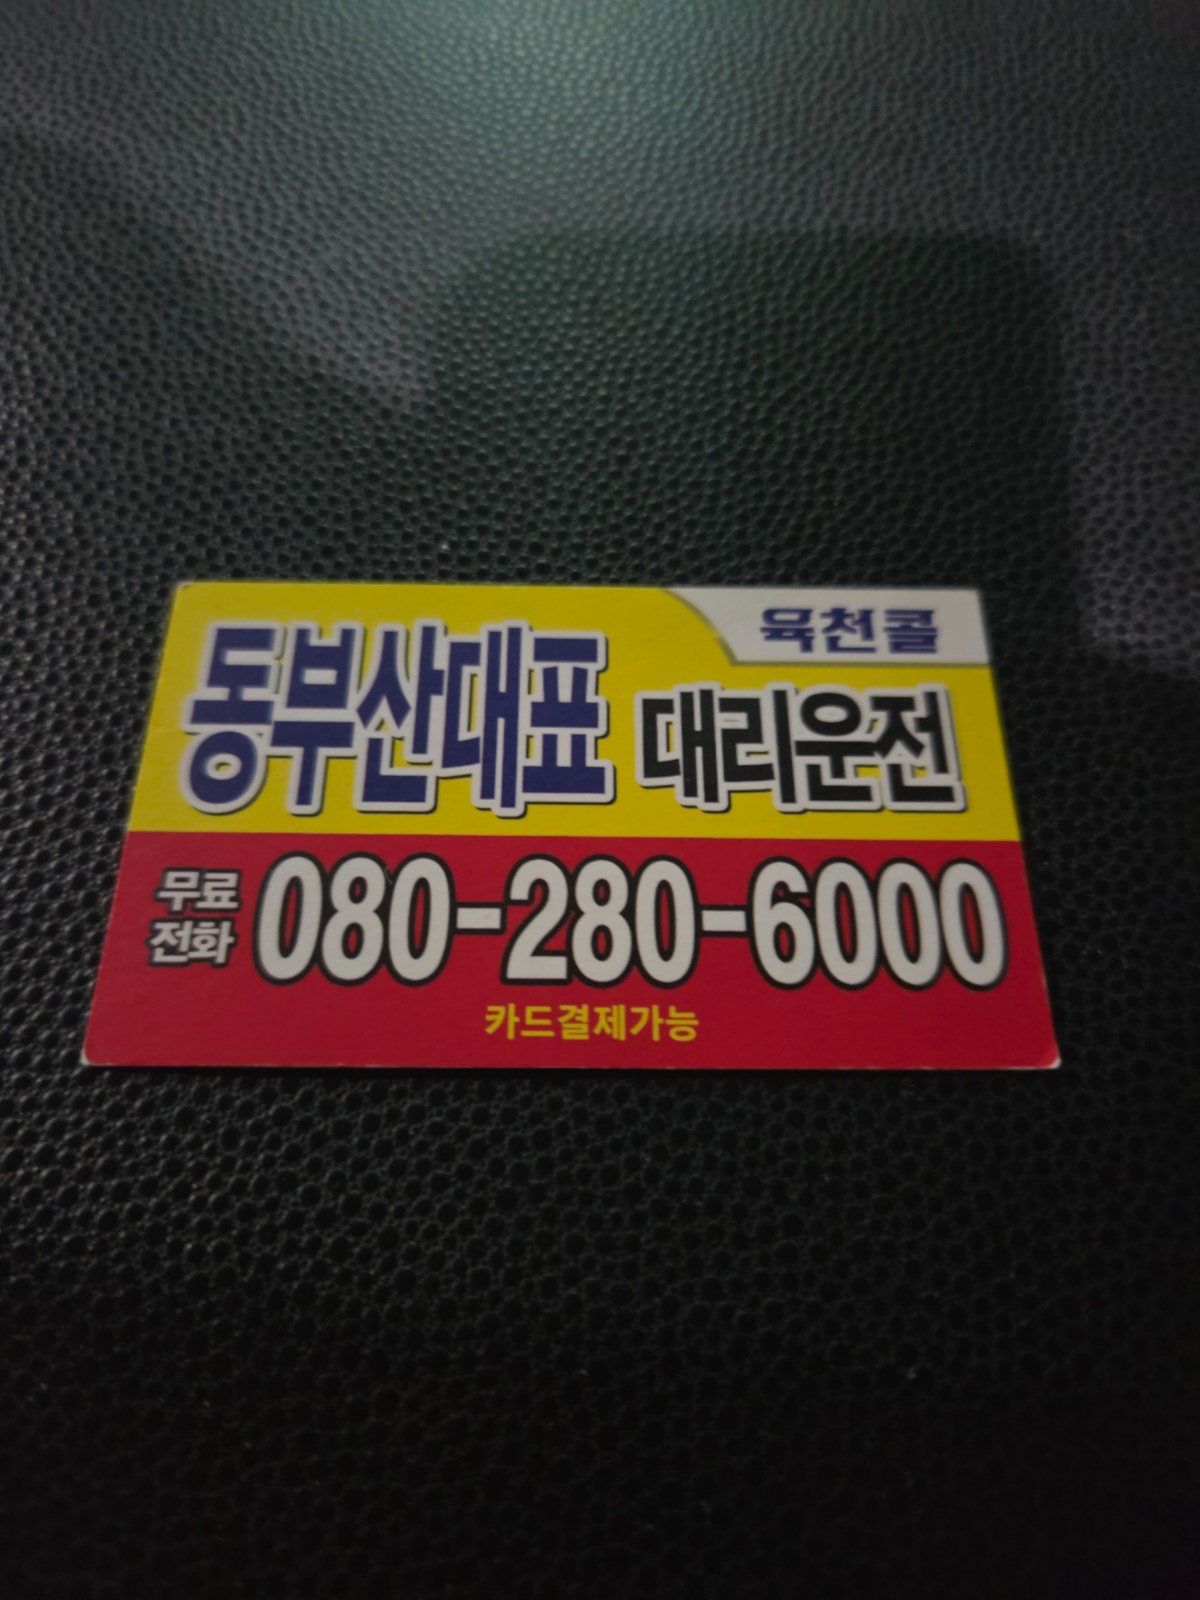 육천콜
동부산대표 대리운전
무료
전화
080-280-6000
카드결제가능